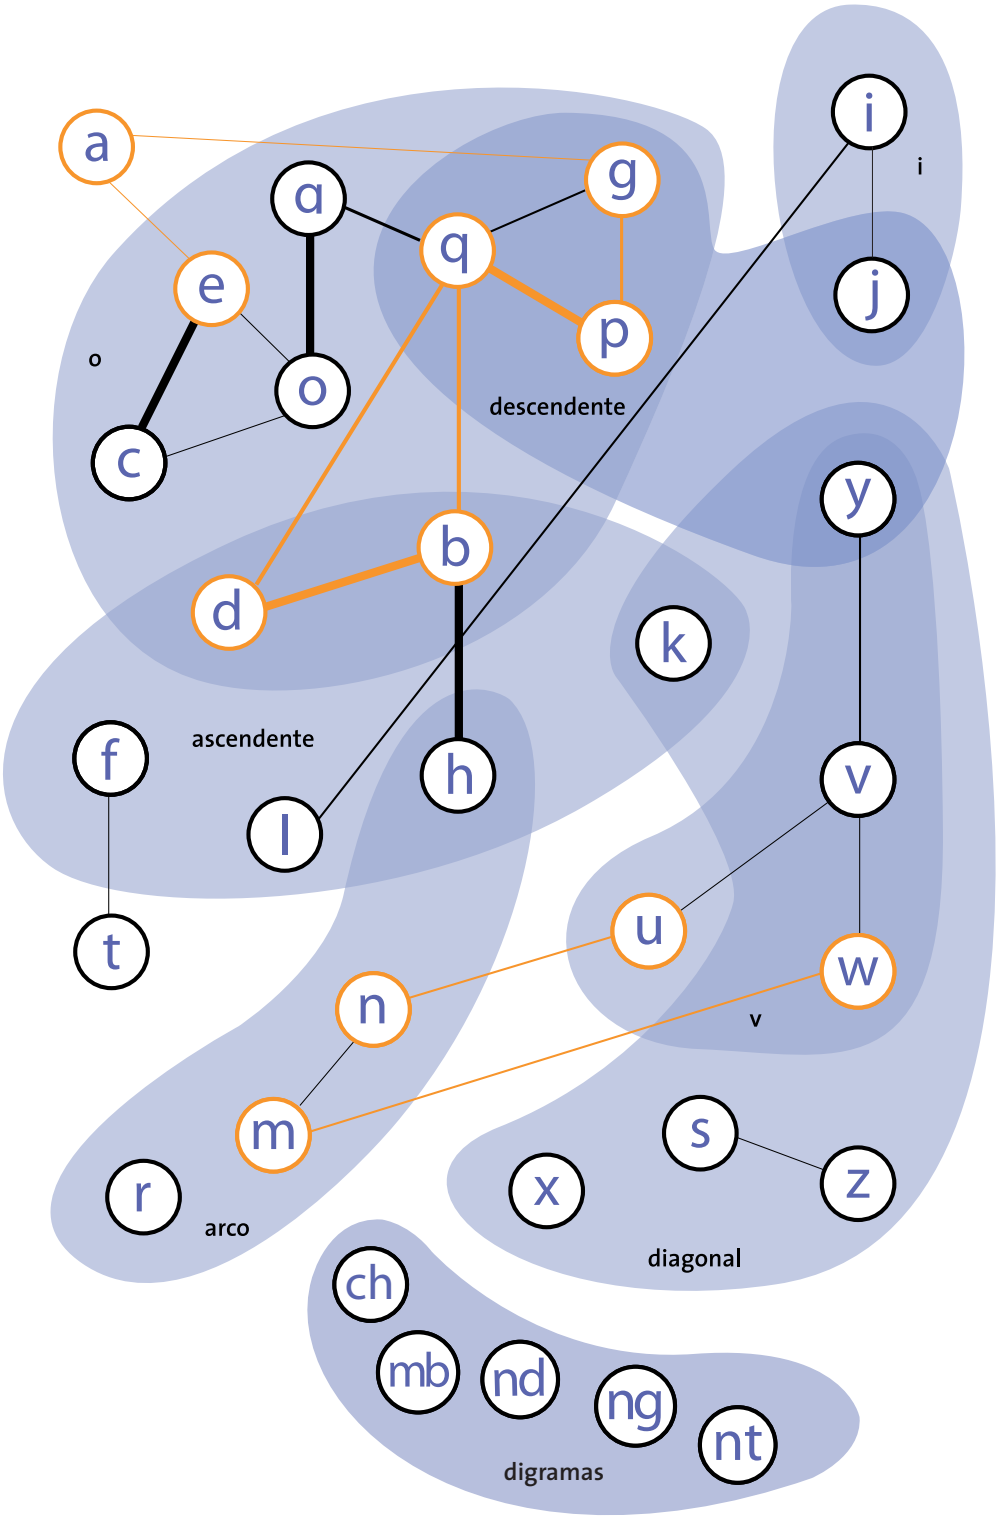 i
a
g
ɑ
i
q
e
j
p
o
o
descendente
c
y
b
d
k
ascendente
f
h
v
l
u
t
w
n
v
m
s
x
z
r
arco
diagonal
ch
mb
nd
ng
nt
digramas